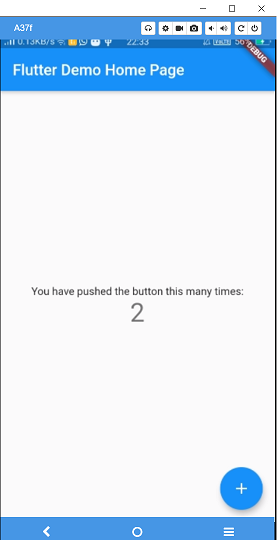 A37f
0.13KB/s 22:33 56
DEBUG
Flutter Demo Home Page
You have pushed the button this many times:
2